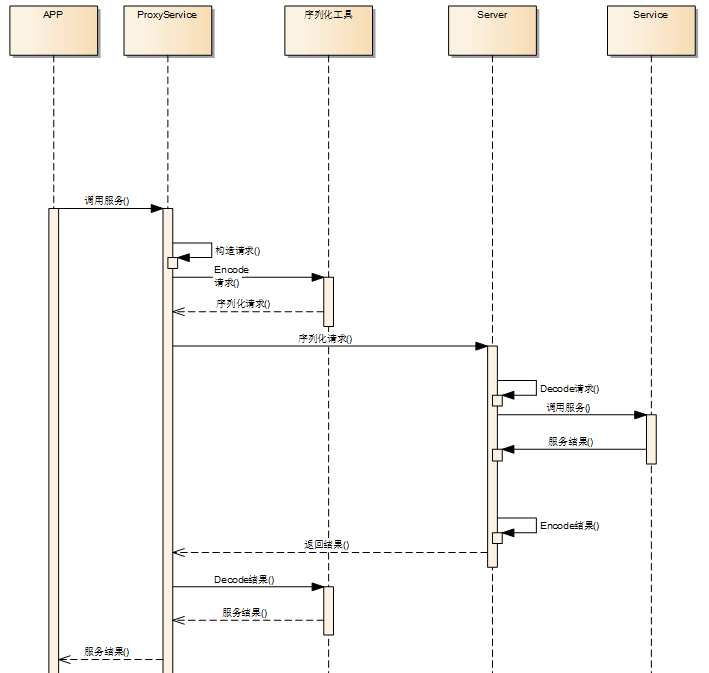 APP
ProxyService
序列化工具
Server
Service
调用服务()
构造请求()
Encode
请求()
序列化请求()
序列化请求()
Decode请求()
调用服务()
服务结果()
Encode结果()
返回结果()
Decode结果()
服务结果()
服务结果()